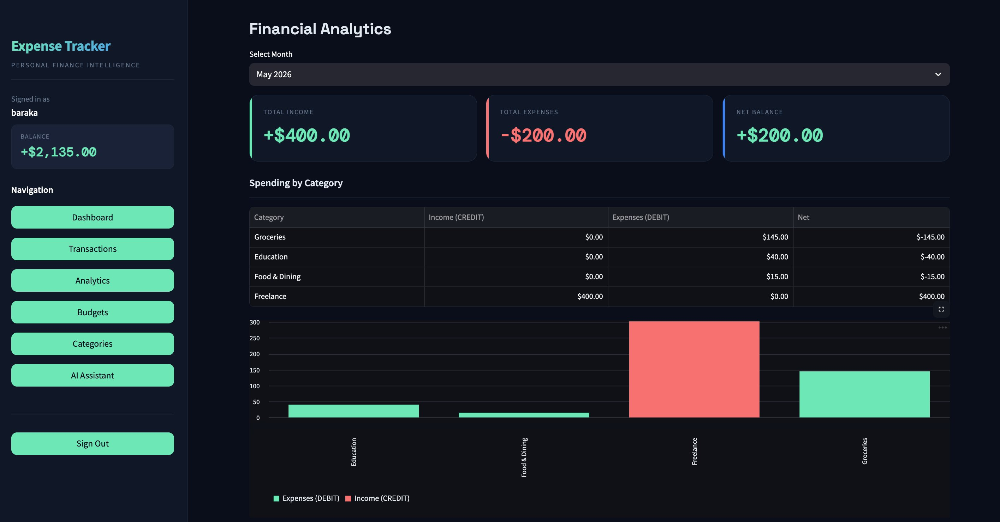 Expense Tracker
PERSONAL FINANCE INTELLIGENCE
Signed in as
baraka
BALANCE
+$2,135.00
Navigation
Dashboard
Transactions
Analytics
Budgets
Categories
AI Assistant
Sign Out
Financial Analytics
Select Month
May 2026
TOTAL INCOME
+$400.00
TOTAL EXPENSES
-$200.00
NET BALANCE
+$200.00
Spending by Category
Category Income (CREDIT) Expenses (DEBIT) Net
Groceries $0.00 $145.00 $-145.00
Education $0.00 $40.00 $-40.00
Food & Dining $0.00 $15.00 $-15.00
Freelance $400.00 $0.00 $400.00
300
250
200
150
100
50
0
Education
Food & Dining
Freelance
Groceries
Expenses (DEBIT) Income (CREDIT)